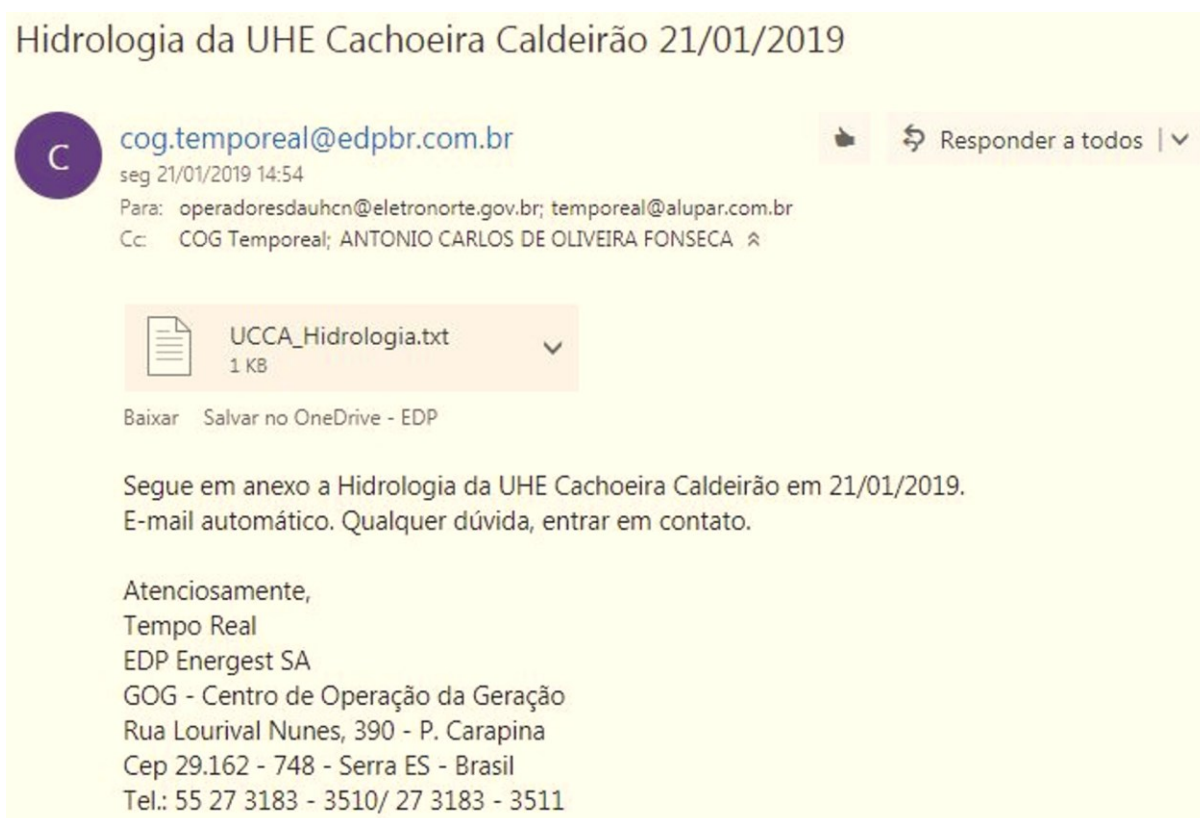 Hidrologia da UHE Cachoeira Caldeirão 21/01/2019
C
cog.temporeal@edpbr.com.br
Responder a todos
seg 21/01/2019 14:54
Para: operadoresdauhcn@eletronorte.gov.br; temporeal@alupar.com.br
Cc: COG Temporeal; ANTONIO CARLOS DE OLIVEIRA FONSECA
UCCA_Hidrologia.txt
1 KB
Baixar Salvar no OneDrive - EDP
Segue em anexo a Hidrologia da UHE Cachoeira Caldeirão em 21/01/2019.
E-mail automático. Qualquer dúvida, entrar em contato.
Atenciosamente,
Tempo Real
EDP Energest SA
GOG - Centro de Operação da Geração
Rua Lourival Nunes, 390 - P. Carapina
Cep 29.162 - 748 - Serra ES - Brasil
Tel.: 55 27 3183 - 3510/ 27 3183 - 3511